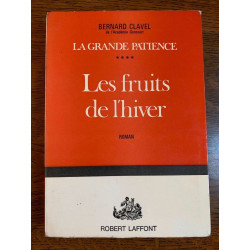 BERNARD CLAVEL
de l'Académie Goncourt
LA GRANDE PATIENCE
****
Les fruits
de l'hiver
ROMAN
ROBERT LAFFONT